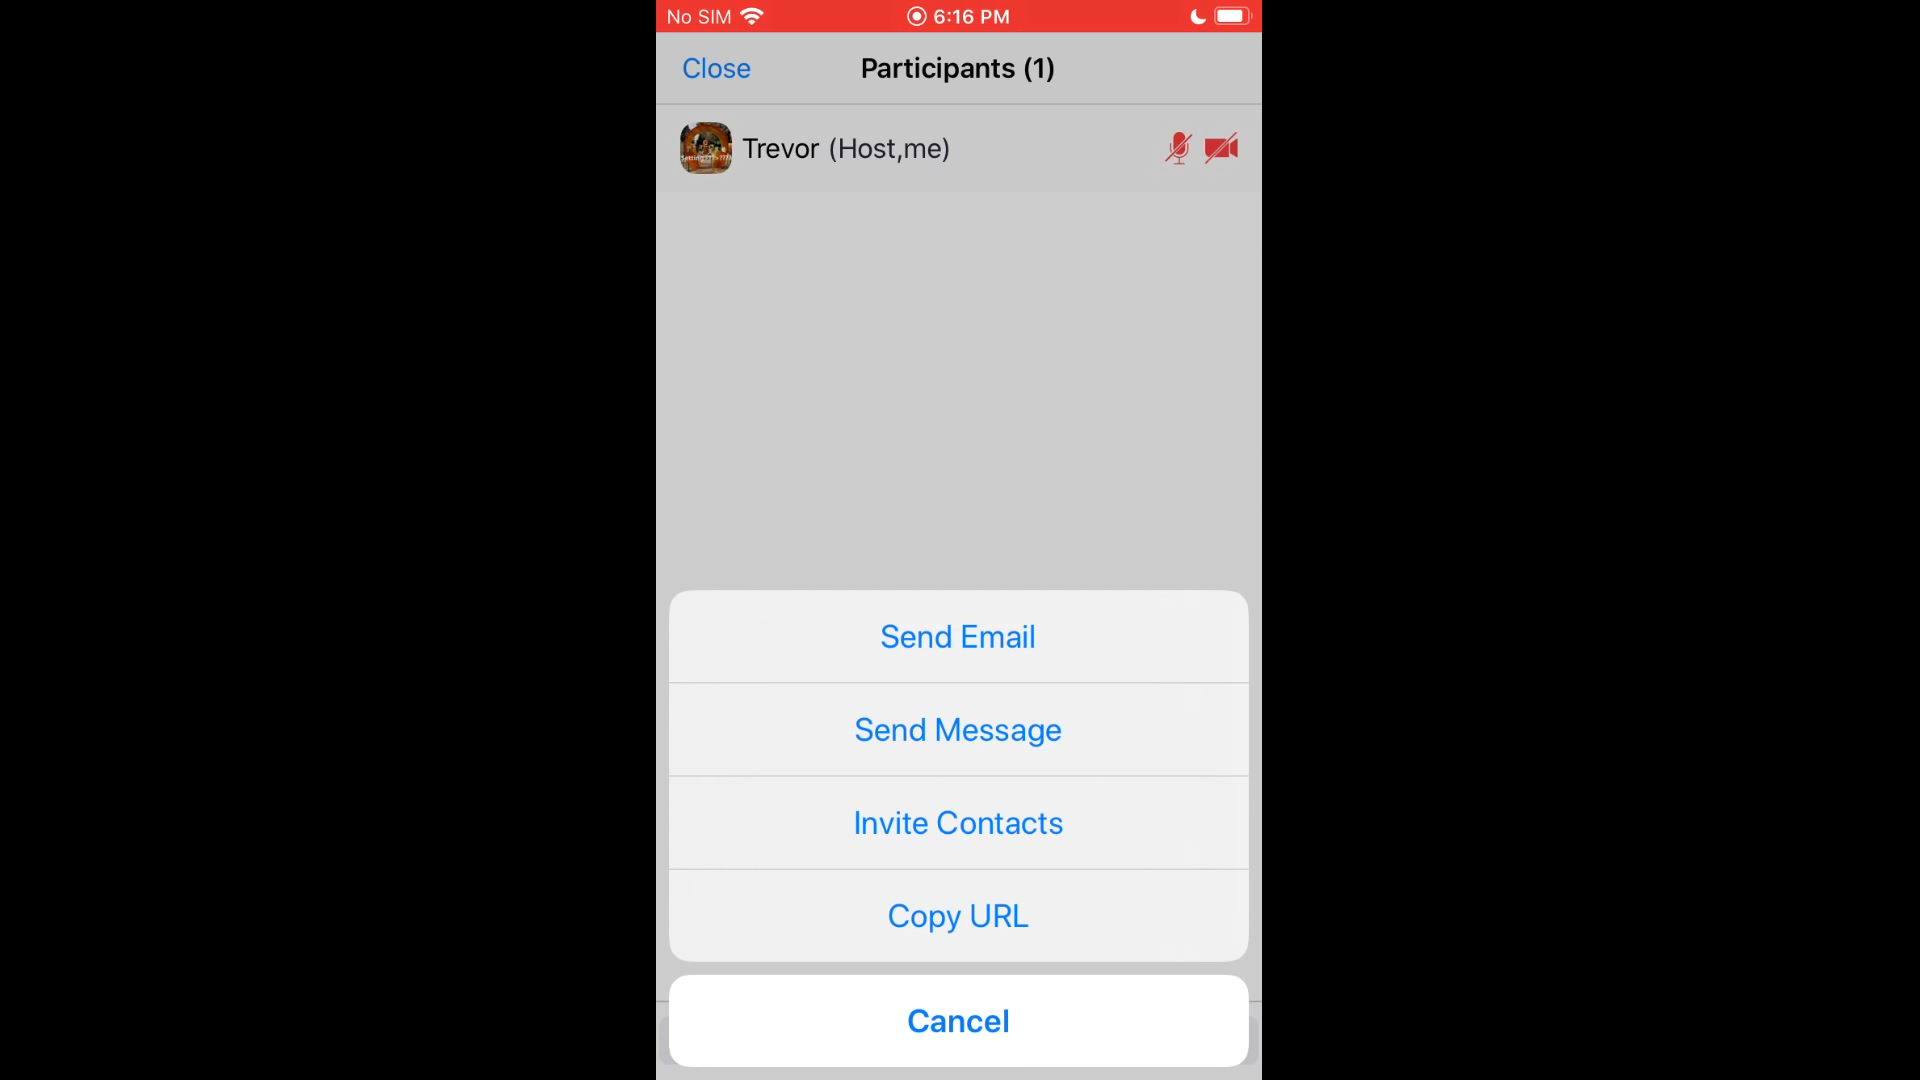 No SIM 6:16 PM
Close Participants (1)
Trevor (Host,me)
Send Email
Send Message
Invite Contacts
Copy URL
Cancel